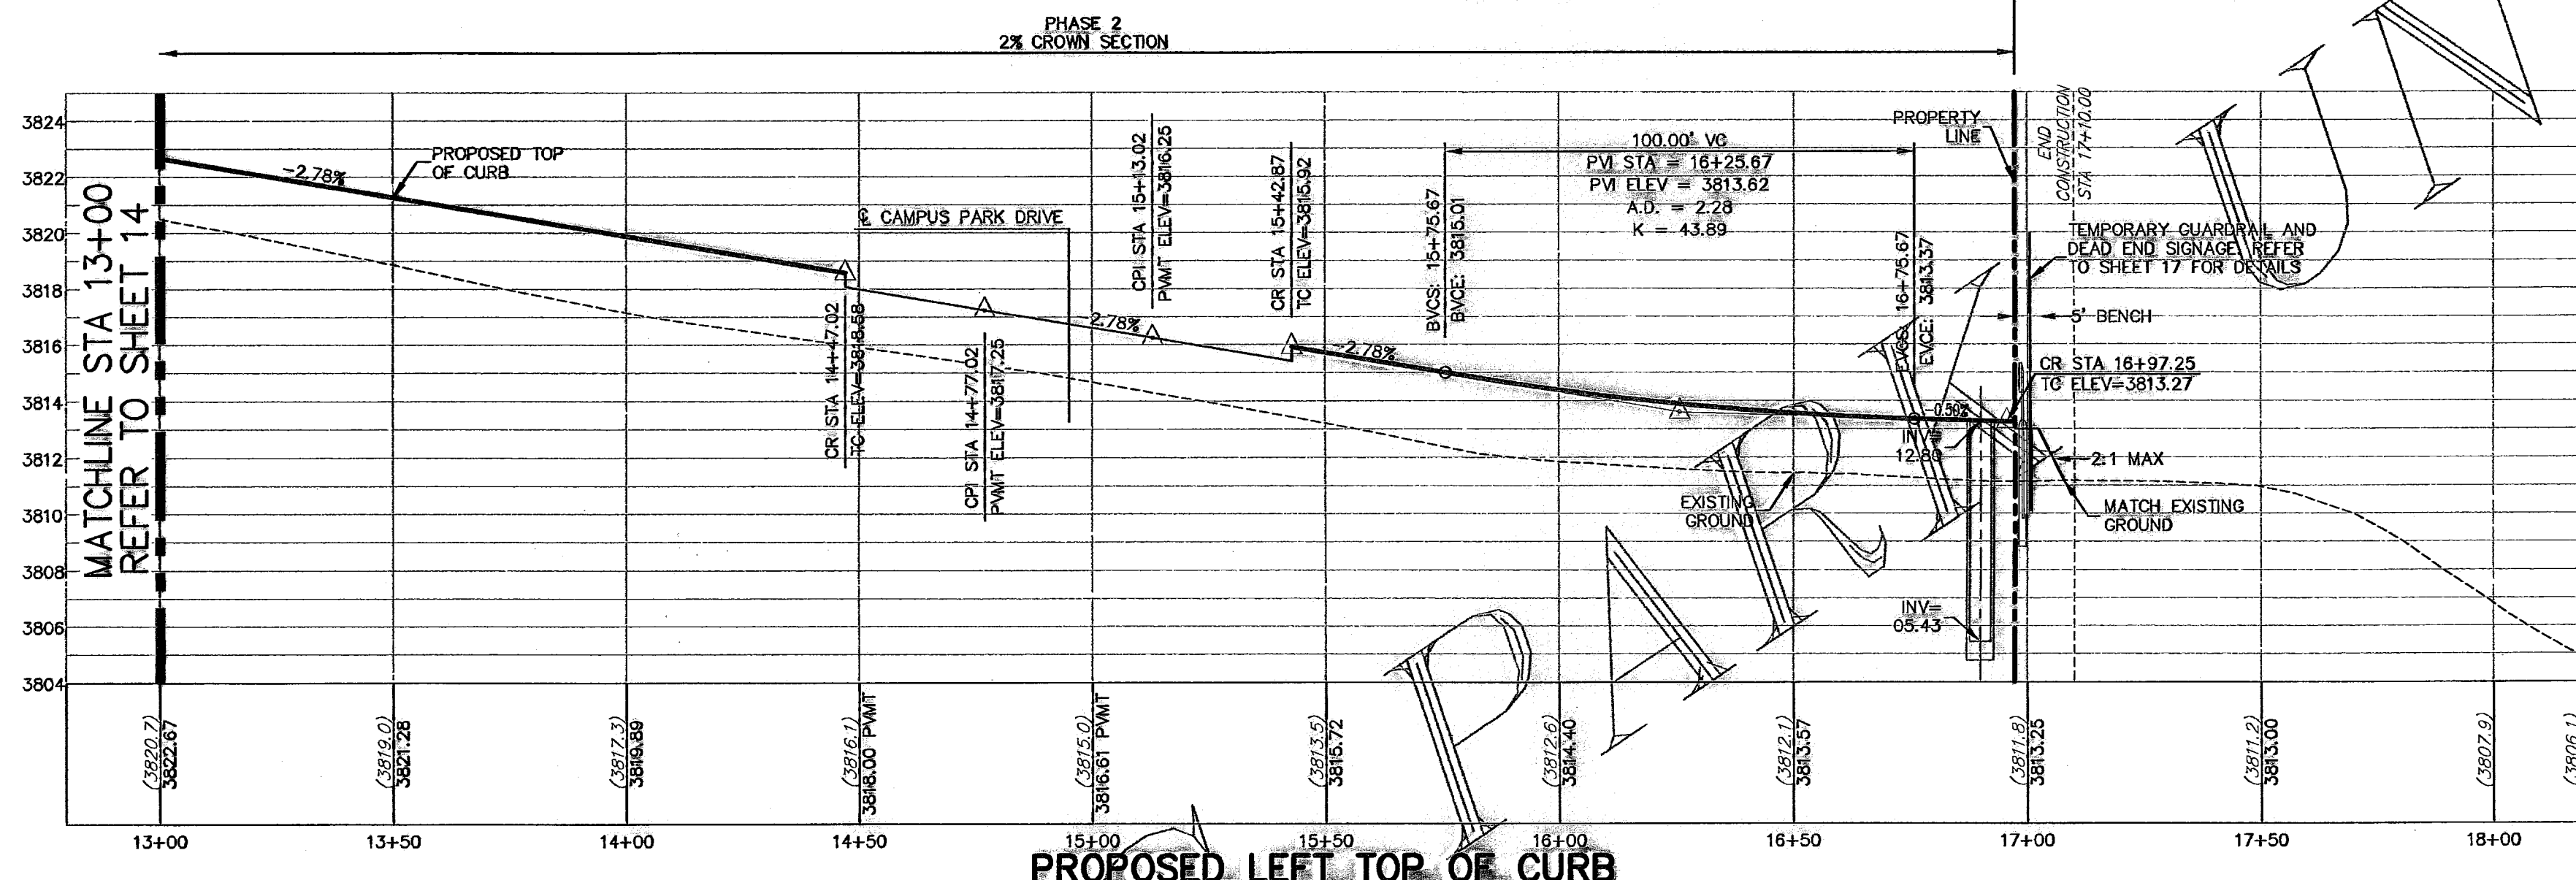 PHASE 2
2% CROWN SECTION
3824
3822
3820
3818
3816
3814
3812
3810
3808
3806
3804
MATCHLINE STA 13+00
REFER TO SHEET 14
-2.78%
PROPOSED TOP
OF CURB
℄ CAMPUS PARK DRIVE
CR STA 14+47.02
TC ELEV=3818.58
CPI STA 14+77.02
PVMT ELEV=3817.25
2.78%
CPI STA 15+13.02
PVMT ELEV=3816.25
CR STA 15+42.87
TC ELEV=3815.92
-2.78%
BVCS: 15+75.67
BVCE: 3815.01
100.00' VC
PVI STA = 16+25.67
PVI ELEV = 3813.62
A.D. = 2.28
K = 43.89
EVCS: 16+75.67
EVCE: 3813.37
PROPERTY
LINE
END
CONSTRUCTION
STA 17+10.00
TEMPORARY GUARDRAIL AND
DEAD END SIGNAGE, REFER
TO SHEET 17 FOR DETAILS
5' BENCH
CR STA 16+97.25
TC ELEV=3813.27
-0.50%
12.80
2:1 MAX
EXISTING
GROUND
MATCH EXISTING
GROUND
INV=
05.43
PARK
UN
(3820.7)
3822.67
(3819.0)
3821.28
(3817.3)
3819.89
(3816.1)
3818.00 PVMT
(3815.0)
3816.61 PVMT
(3813.5)
3815.72
(3812.6)
3814.40
(3812.1)
3813.57
(3811.8)
3813.25
(3811.2)
3813.00
(3807.9)
(3806.1)
13+00
13+50
14+00
14+50
15+00
15+50
16+00
16+50
17+00
17+50
18+00
PROPOSED LEFT TOP OF CURB